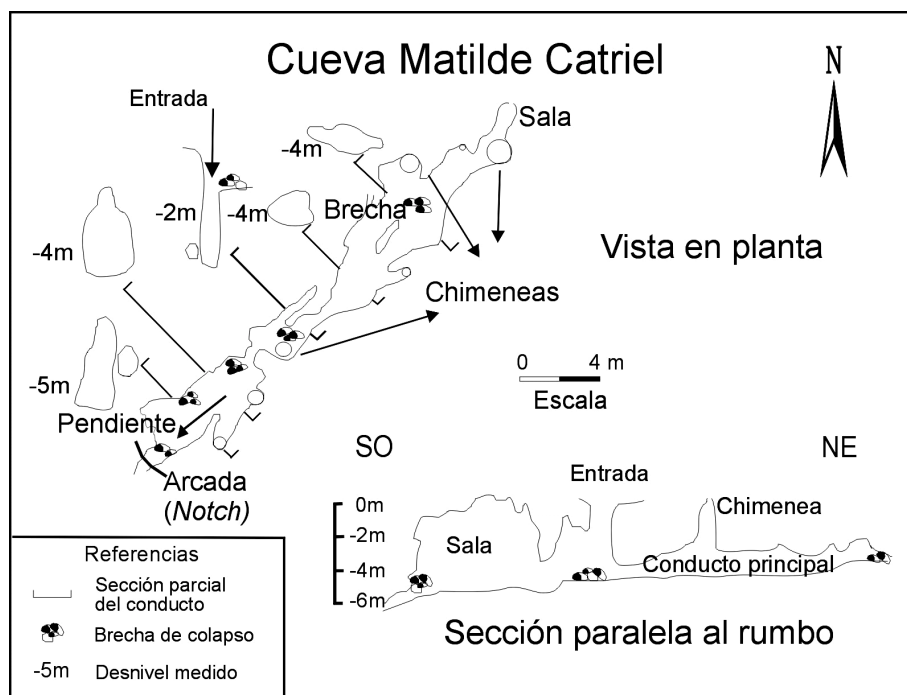 Cueva Matilde Catriel
N
Entrada
Sala
-4m
-2m
-4m
Brecha
-4m
Vista en planta
Chimeneas
-5m
0 4 m
Escala
Pendiente
Arcada
(Notch)
SO
NE
Entrada
0m
Chimenea
-2m
Sala
-4m
Conducto principal
-6m
Sección paralela al rumbo
Referencias
Sección parcial
del conducto
Brecha de colapso
-5m Desnivel medido